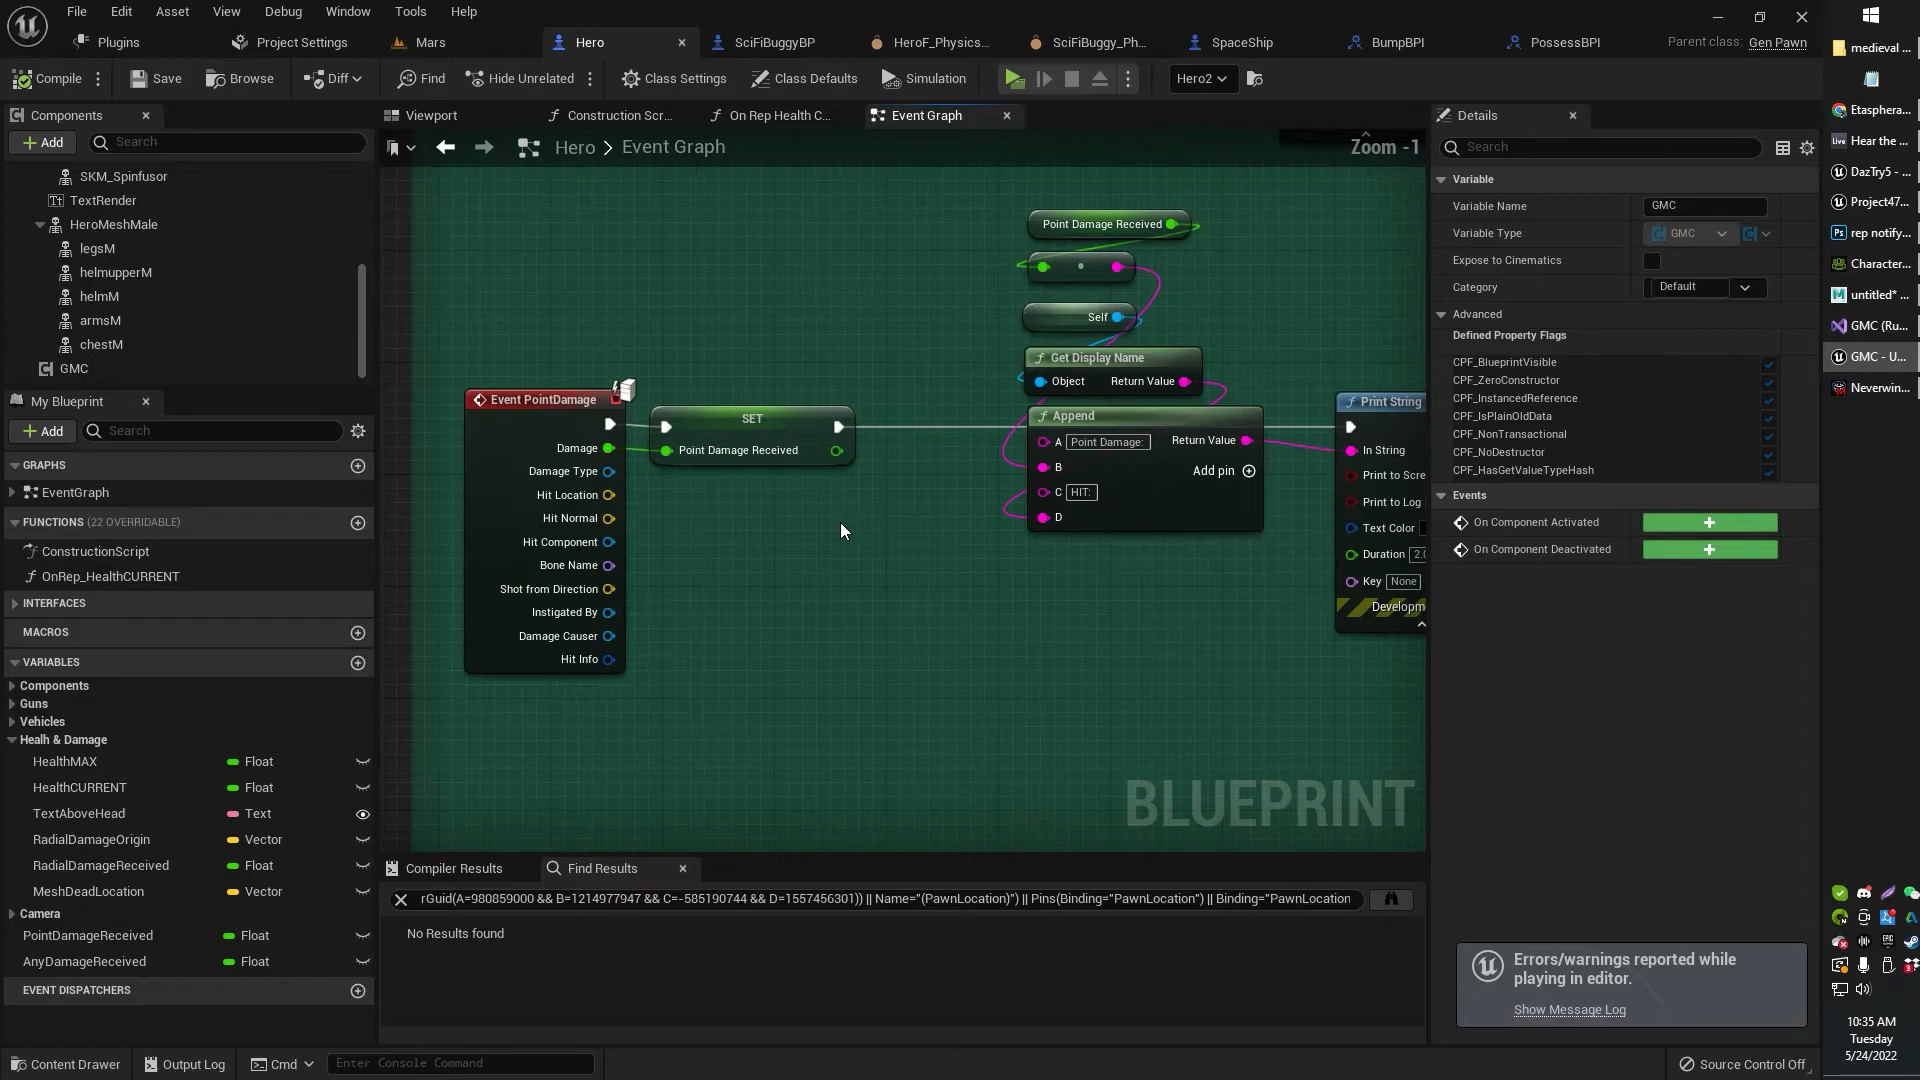 File Edit Asset View Debug Window Tools Help
Plugins Project Settings Mars Hero SciFiBuggyBP HeroF_Physics... SciFiBuggy_Ph... SpaceShip BumpBPI PossessBPI Parent class: Gen Pawn
Compile Save Browse Diff Find Hide Unrelated Class Settings Class Defaults Simulation Hero2
Components
Add Search
SKM_Spinfusor
TextRender
HeroMeshMale
legsM
helmupperM
helmM
armsM
chestM
GMC
My Blueprint
Add Search
GRAPHS
EventGraph
FUNCTIONS (22 OVERRIDABLE)
ConstructionScript
OnRep_HealthCURRENT
INTERFACES
MACROS
VARIABLES
Components
Guns
Vehicles
Healh & Damage
HealthMAX Float
HealthCURRENT Float
TextAboveHead Text
RadialDamageOrigin Vector
RadialDamageReceived Float
MeshDeadLocation Vector
Camera
PointDamageReceived Float
AnyDamageReceived Float
EVENT DISPATCHERS
Viewport Construction Scr... On Rep Health C... Event Graph
Hero > Event Graph Zoom -1
Point Damage Received
Self
Get Display Name
Object Return Value
Event PointDamage
Damage
Damage Type
Hit Location
Hit Normal
Hit Component
Bone Name
Shot from Direction
Instigated By
Damage Causer
Hit Info
SET
Point Damage Received
Append
A Point Damage: Return Value
B Add pin
C HIT:
D
Print String
In String
Print to Scre
Print to Log
Text Color
Duration 2.0
Key None
Developm
BLUEPRINT
Compiler Results Find Results
rGuid(A=980859000 && B=1214977947 && C=-585190744 && D=1557456301)) || Name="(PawnLocation)") || Pins(Binding="PawnLocation") || Binding="PawnLocation
No Results found
Details
Search
Variable
Variable Name GMC
Variable Type GMC
Expose to Cinematics
Category Default
Advanced
Defined Property Flags
CPF_BlueprintVisible
CPF_ZeroConstructor
CPF_InstancedReference
CPF_IsPlainOldData
CPF_NonTransactional
CPF_NoDestructor
CPF_HasGetValueTypeHash
Events
On Component Activated
On Component Deactivated
Errors/warnings reported while
playing in editor.
Show Message Log
Content Drawer Output Log Cmd Enter Console Command Source Control Off
medieval ...
Etasphera...
Hear the ...
DazTry5 - ...
Project47...
rep notify...
Character...
untitled* ...
GMC (Ru...
GMC - U...
Neverwin...
10:35 AM
Tuesday
5/24/2022